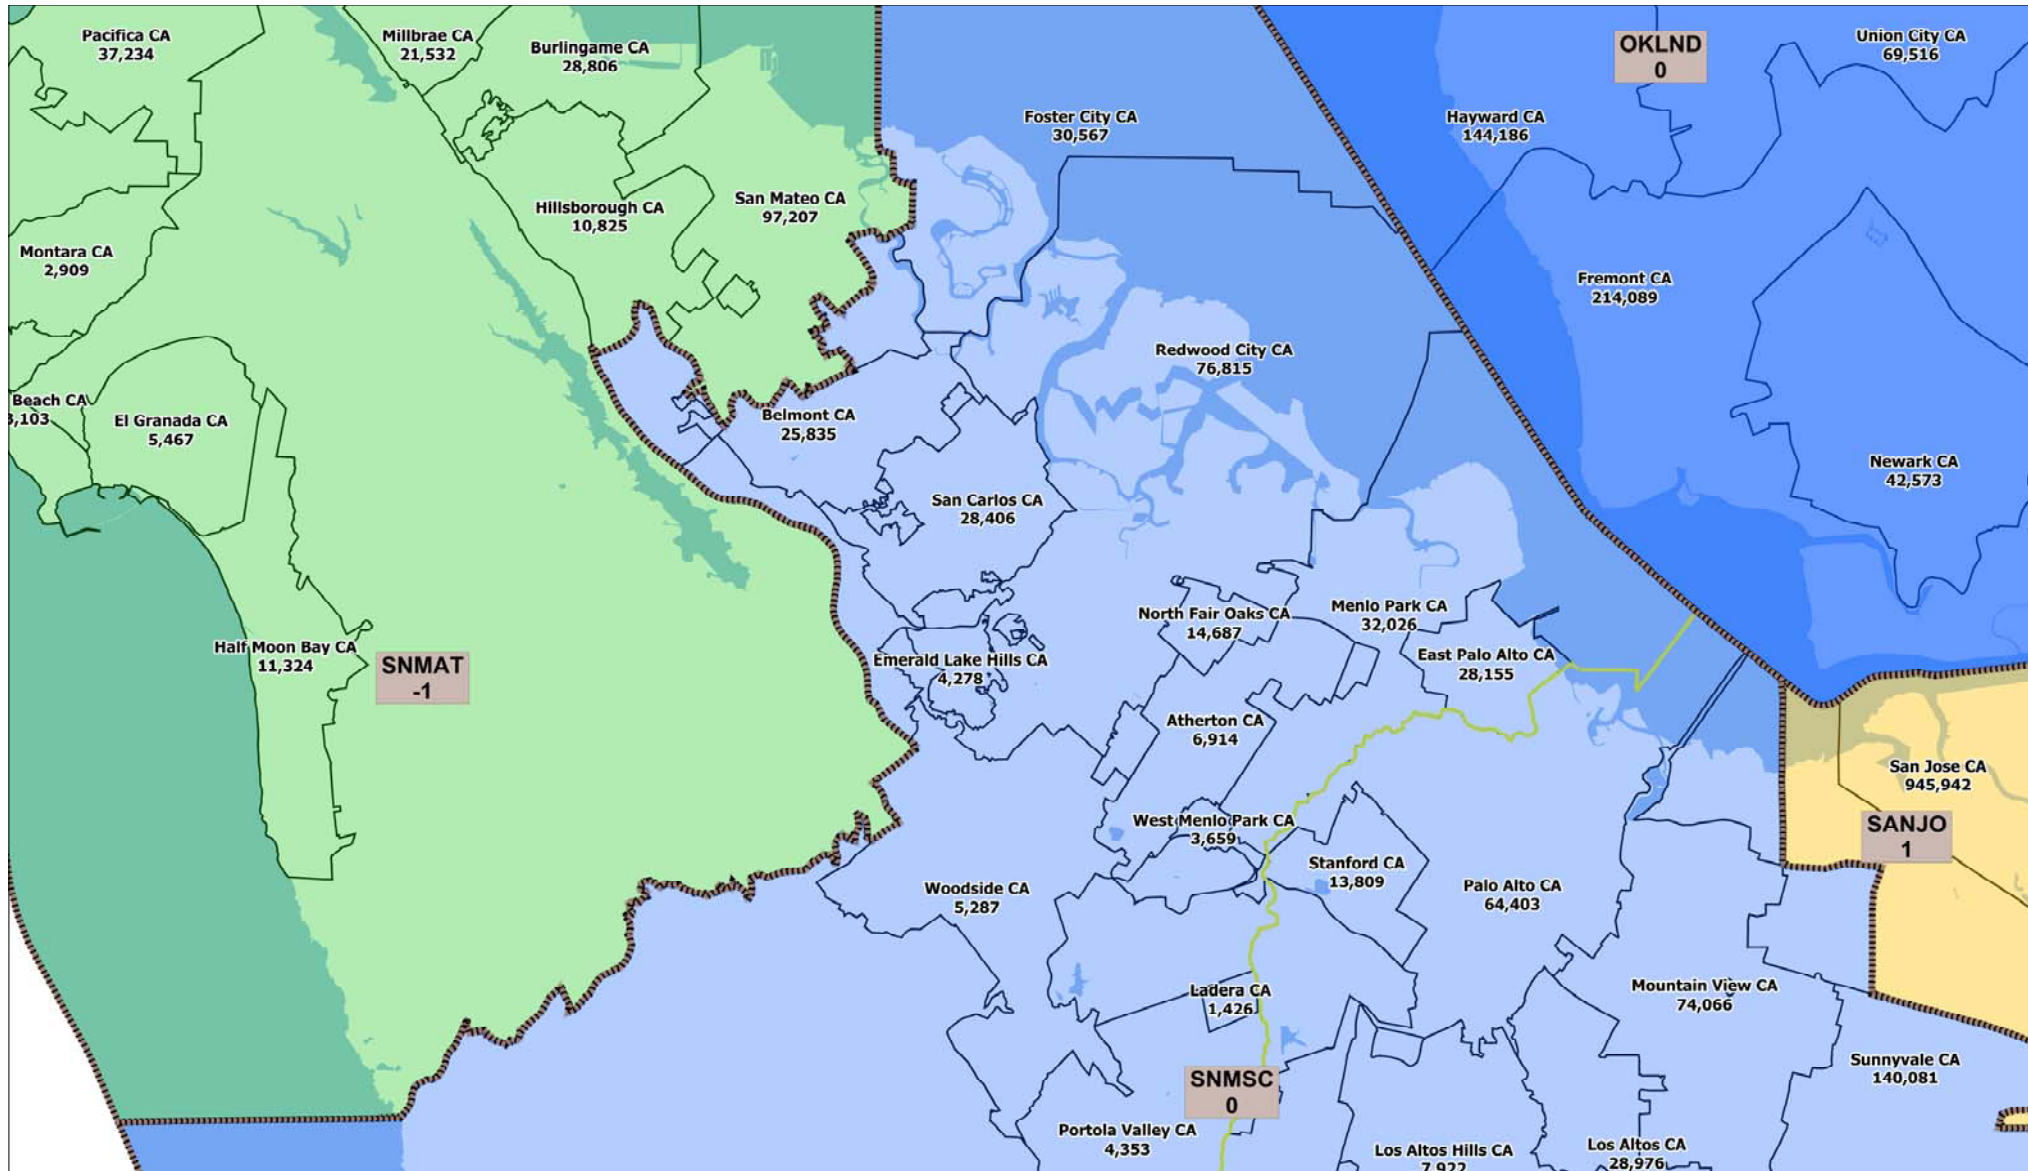 Pacifica CA
37,234
Millbrae CA
21,532
Burlingame CA
28,806
OKLND
0
Union City CA
69,516
Foster City CA
30,567
Hayward CA
144,186
Hillsborough CA
10,825
San Mateo CA
97,207
Montara CA
2,909
Fremont CA
214,089
Redwood City CA
76,815
Beach CA
3,103
El Granada CA
5,467
Belmont CA
25,835
Newark CA
42,573
San Carlos CA
28,406
North Fair Oaks CA
14,687
Menlo Park CA
32,026
Half Moon Bay CA
11,324
SNMAT
-1
Emerald Lake Hills CA
4,278
East Palo Alto CA
28,155
Atherton CA
6,914
San Jose CA
945,942
West Menlo Park CA
3,659
SANJO
1
Stanford CA
13,809
Woodside CA
5,287
Palo Alto CA
64,403
Ladera CA
1,426
Mountain View CA
74,066
SNMSC
0
Sunnyvale CA
140,081
Portola Valley CA
4,353
Los Altos Hills CA
7,922
Los Altos CA
28,976